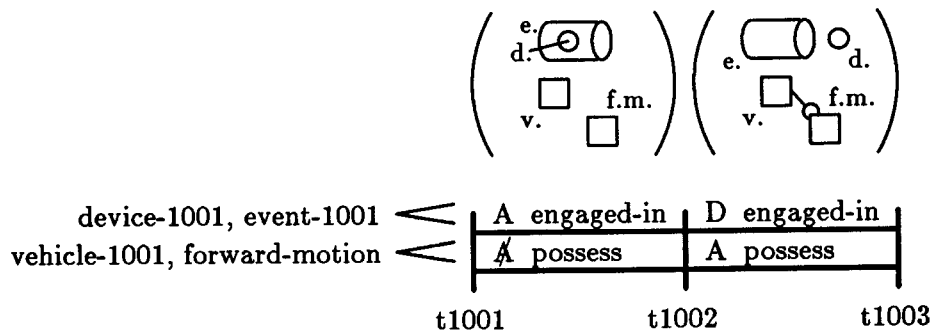 e. d.
e. d.
v. f.m.
v. f.m.
device-1001, event-1001 A engaged-in D engaged-in
vehicle-1001, forward-motion A̸ possess A possess
t1001 t1002 t1003